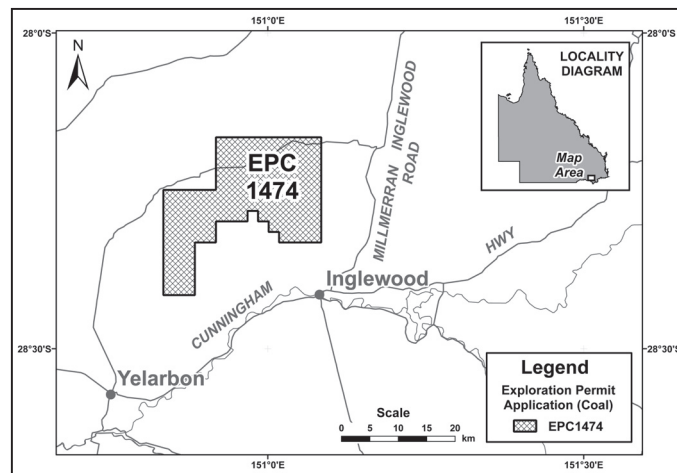 151°0'E
151°30'E
28°0'S
28°0'S
N
LOCALITY
DIAGRAM
Map
Area
EPC
1474
MILLMERRAN INGLEWOOD
ROAD
HWY
Inglewood
CUNNINGHAM
28°30'S
28°30'S
Yelarbon
Legend
Exploration Permit
Application (Coal)
EPC1474
Scale
0 5 10 15 20
km
151°0'E
151°30'E